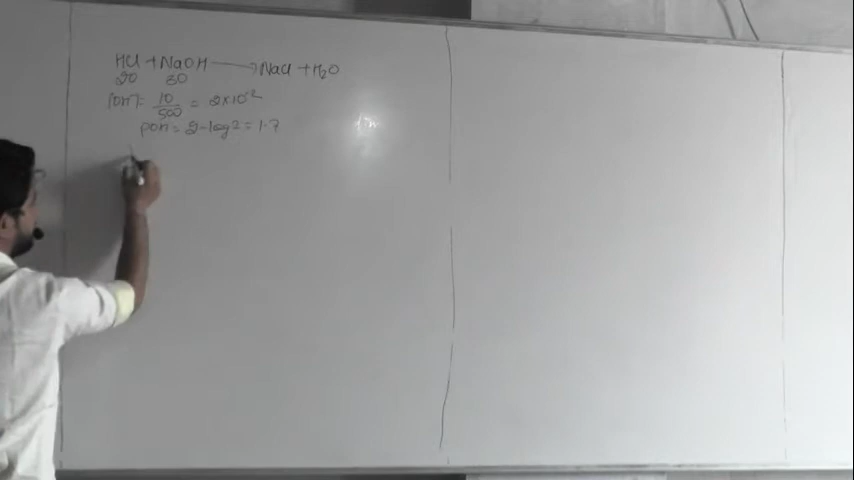 HCl + NaOH → NaCl + H2O
20 30
[OH-] = 10/500 = 2×10-2
pOH = 2-log2 = 1.7